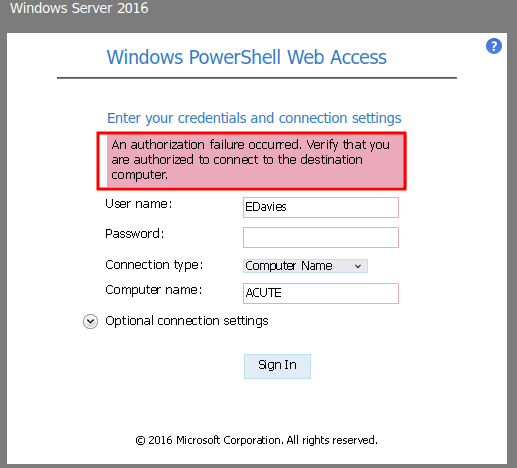 Windows Server 2016
?
Windows PowerShell Web Access
Enter your credentials and connection settings
An authorization failure occurred. Verify that you
are authorized to connect to the destination
computer.
User name: EDavies
Password:
Connection type: Computer Name
Computer name: ACUTE
Optional connection settings
Sign In
© 2016 Microsoft Corporation. All rights reserved.